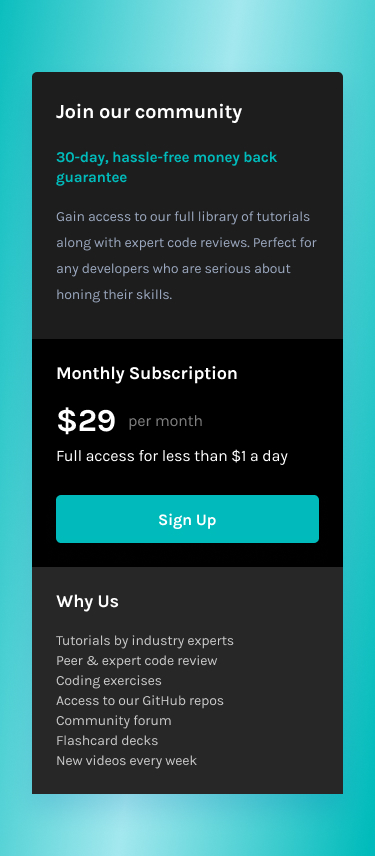 Join our community
30-day, hassle-free money back
guarantee
Gain access to our full library of tutorials
along with expert code reviews. Perfect for
any developers who are serious about
honing their skills.
Monthly Subscription
$29 per month
Full access for less than $1 a day
Sign Up
Why Us
Tutorials by industry experts
Peer & expert code review
Coding exercises
Access to our GitHub repos
Community forum
Flashcard decks
New videos every week